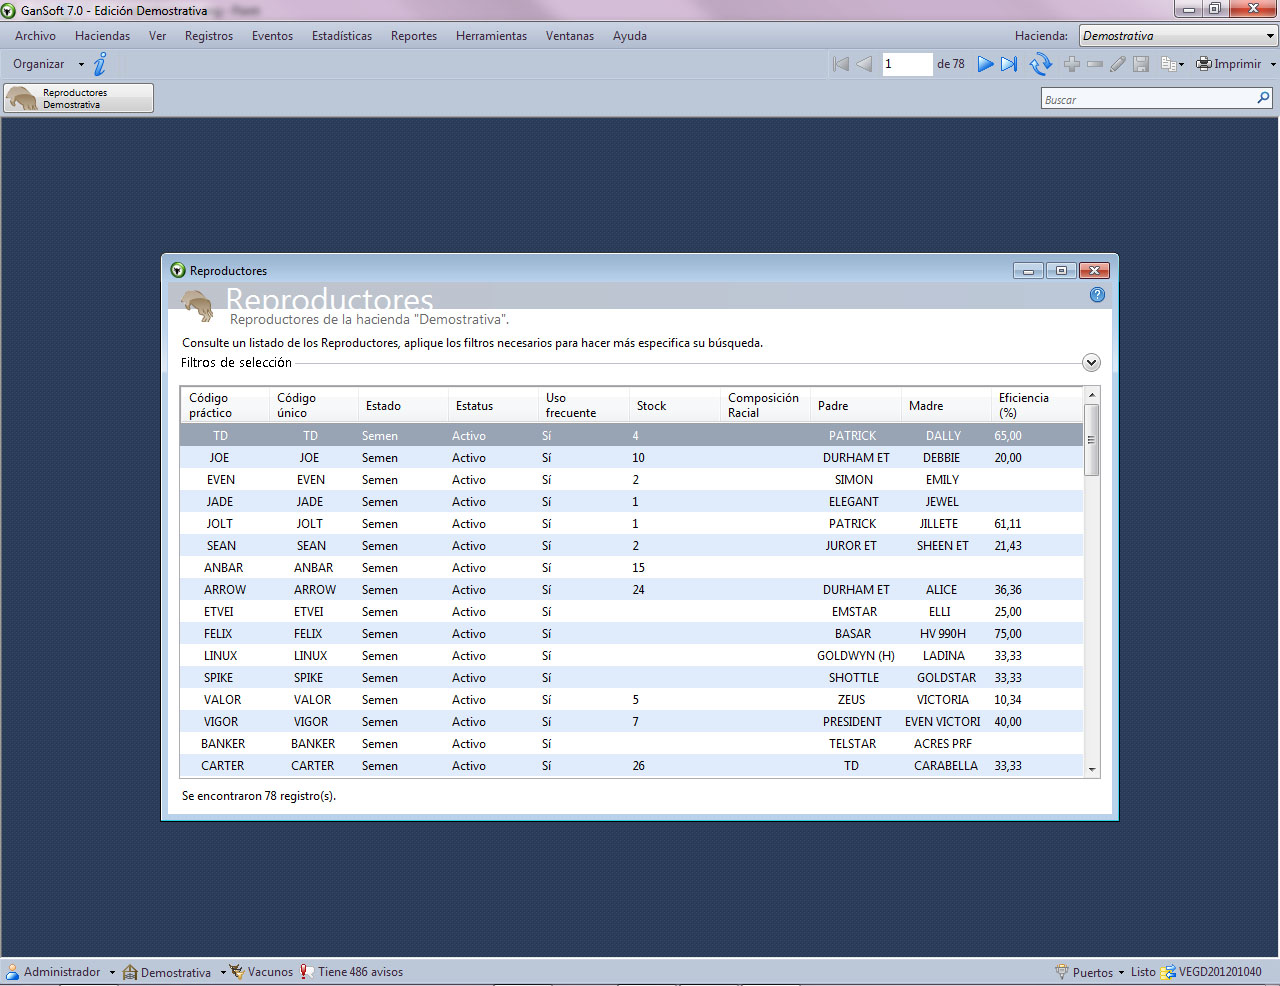 GanSoft 7.0 - Edición Demostrativa
Archivo Haciendas Ver Registros Eventos Estadísticas Reportes Herramientas Ventanas Ayuda Hacienda: Demostrativa
Organizar 1 de 78 Imprimir
Reproductores
Demostrativa
Buscar
Reproductores
Reproductores
Reproductores de la hacienda "Demostrativa".
Consulte un listado de los Reproductores, aplique los filtros necesarios para hacer más especifica su búsqueda.
Filtros de selección
Código práctico Código único Estado Estatus Uso frecuente Stock Composición Racial Padre Madre Eficiencia (%)
TD TD Semen Activo Sí 4 PATRICK DALLY 65,00
JOE JOE Semen Activo Sí 10 DURHAM ET DEBBIE 20,00
EVEN EVEN Semen Activo Sí 2 SIMON EMILY
JADE JADE Semen Activo Sí 1 ELEGANT JEWEL
JOLT JOLT Semen Activo Sí 1 PATRICK JILLETE 61,11
SEAN SEAN Semen Activo Sí 2 JUROR ET SHEEN ET 21,43
ANBAR ANBAR Semen Activo Sí 15
ARROW ARROW Semen Activo Sí 24 DURHAM ET ALICE 36,36
ETVEI ETVEI Semen Activo Sí EMSTAR ELLI 25,00
FELIX FELIX Semen Activo Sí BASAR HV 990H 75,00
LINUX LINUX Semen Activo Sí GOLDWYN (H) LADINA 33,33
SPIKE SPIKE Semen Activo Sí SHOTTLE GOLDSTAR 33,33
VALOR VALOR Semen Activo Sí 5 ZEUS VICTORIA 10,34
VIGOR VIGOR Semen Activo Sí 7 PRESIDENT EVEN VICTORI 40,00
BANKER BANKER Semen Activo Sí TELSTAR ACRES PRF
CARTER CARTER Semen Activo Sí 26 TD CARABELLA 33,33
Se encontraron 78 registro(s).
Administrador Demostrativa Vacunos Tiene 486 avisos Puertos Listo VEGD201201040